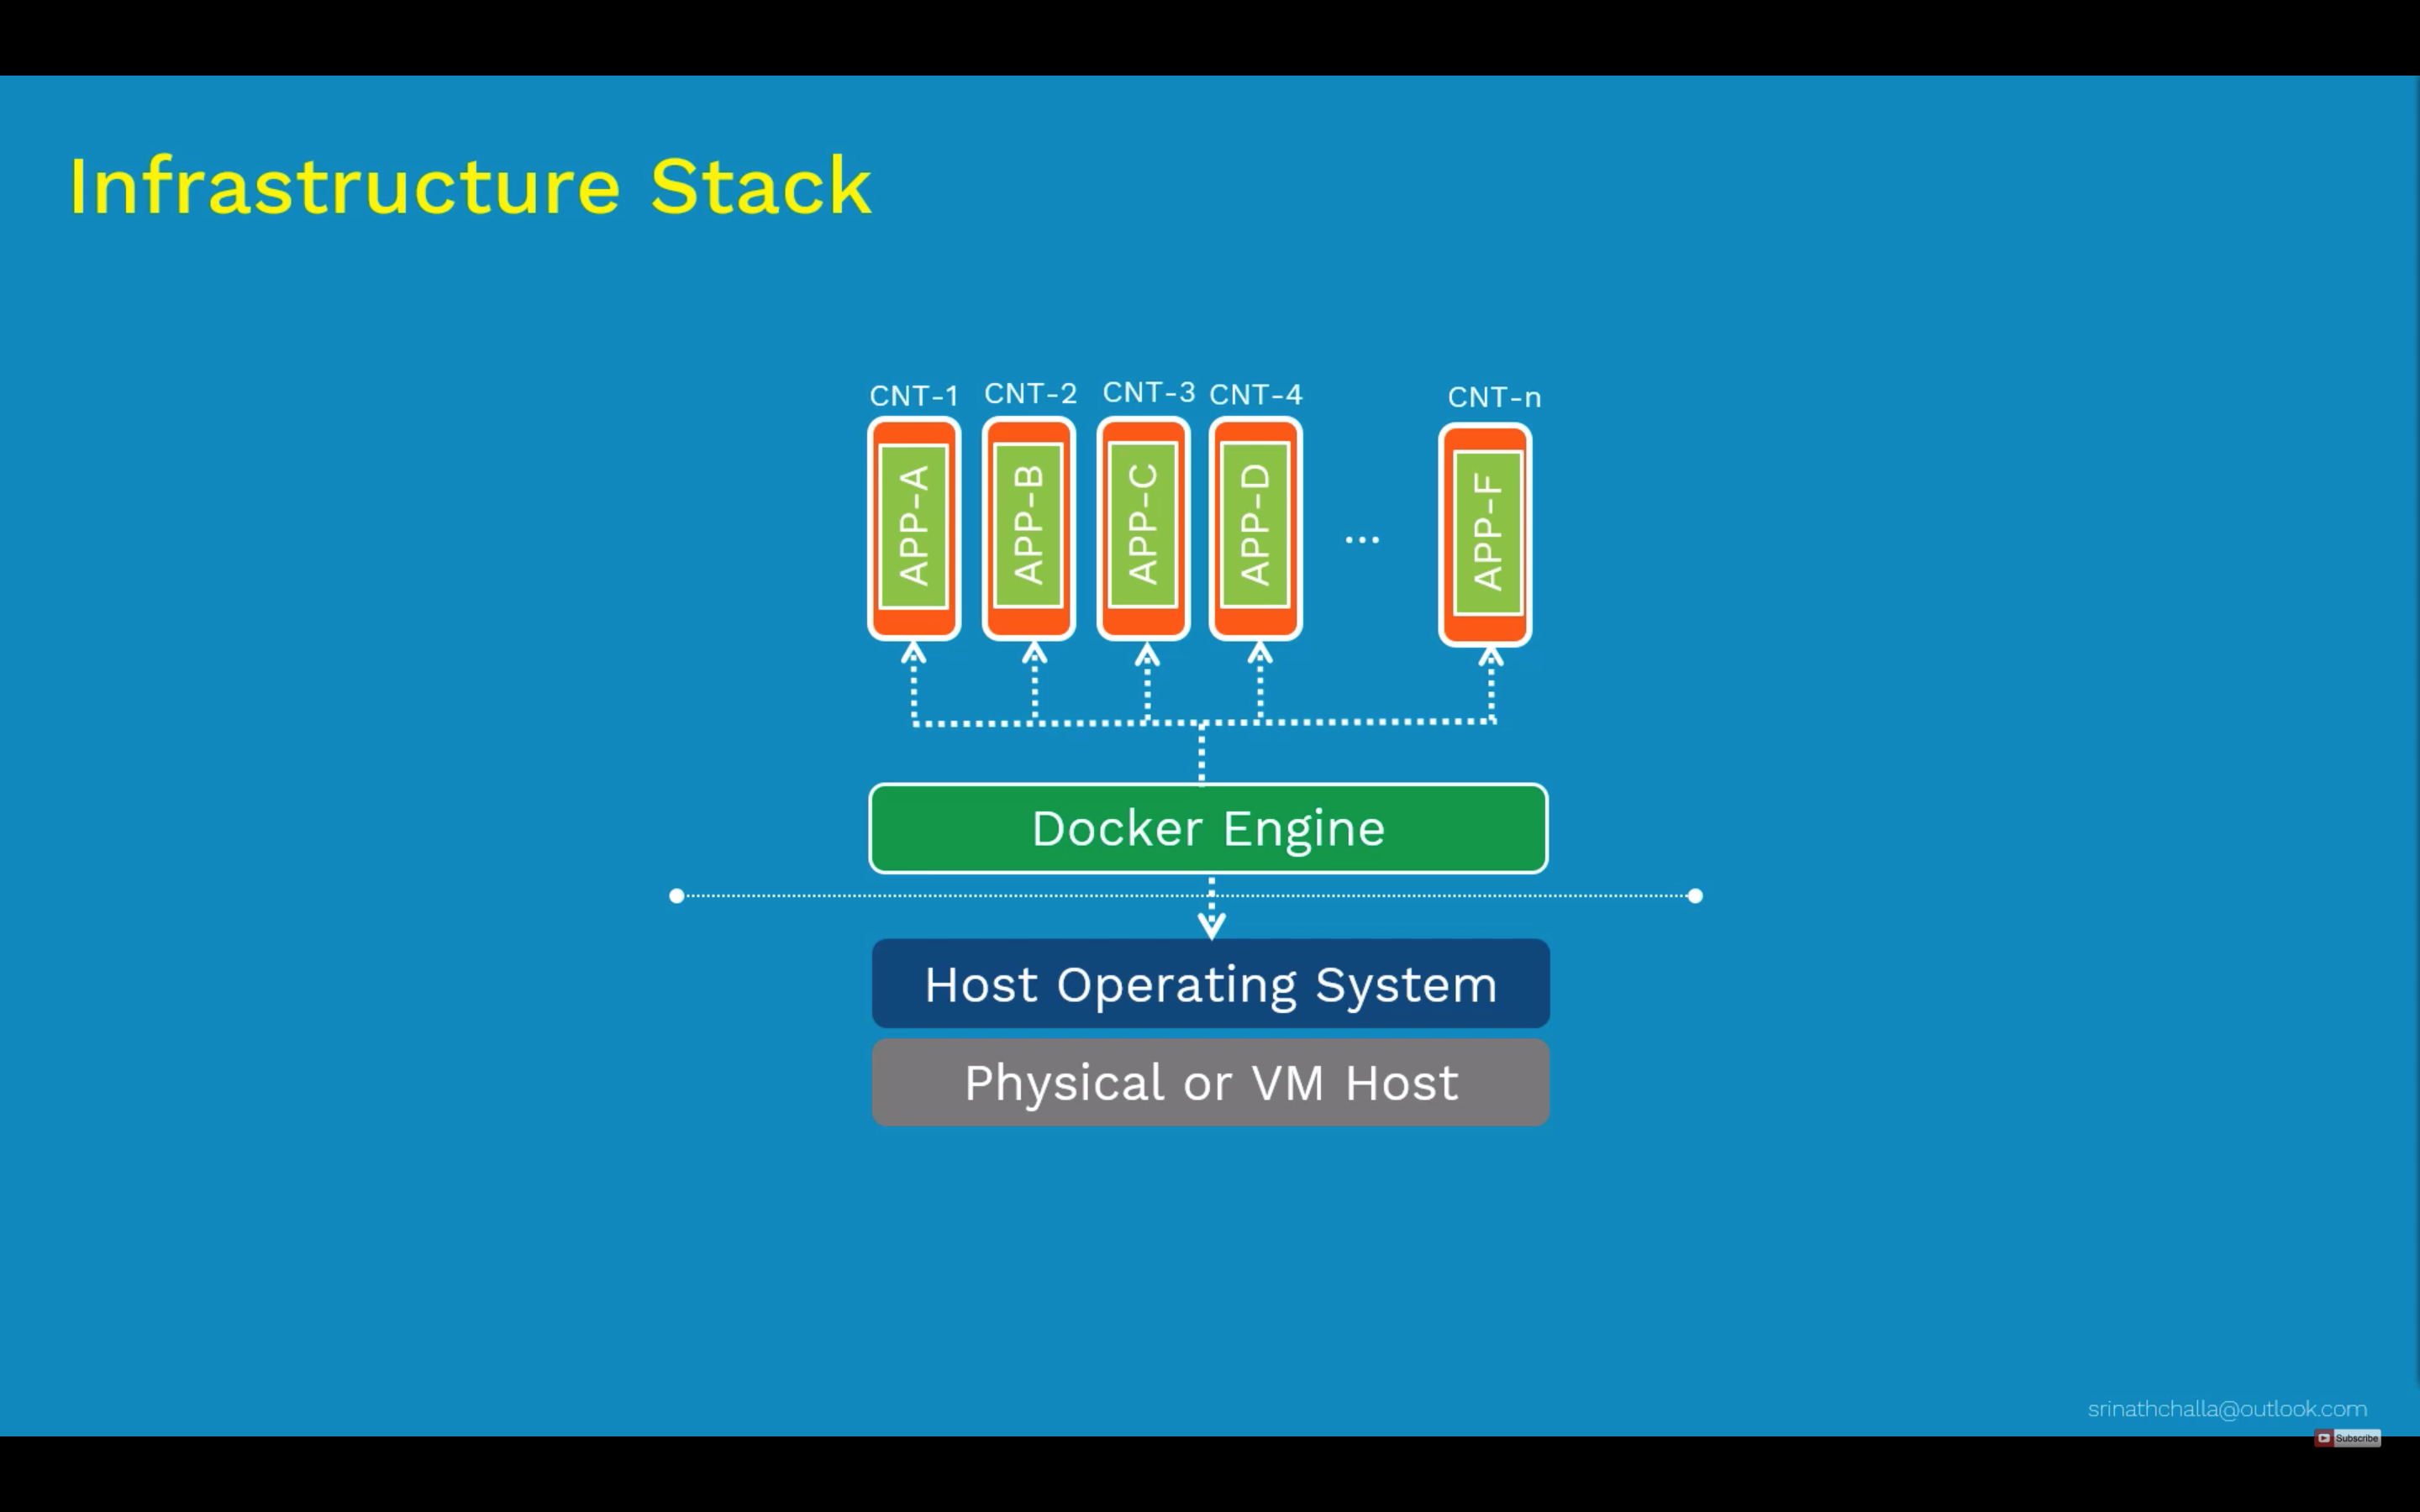 Infrastructure Stack
CNT-1 CNT-2 CNT-3 CNT-4 CNT-n
APP-A APP-B APP-C APP-D ... APP-F
Docker Engine
Host Operating System
Physical or VM Host
srinathchalla@outlook.com
Subscribe